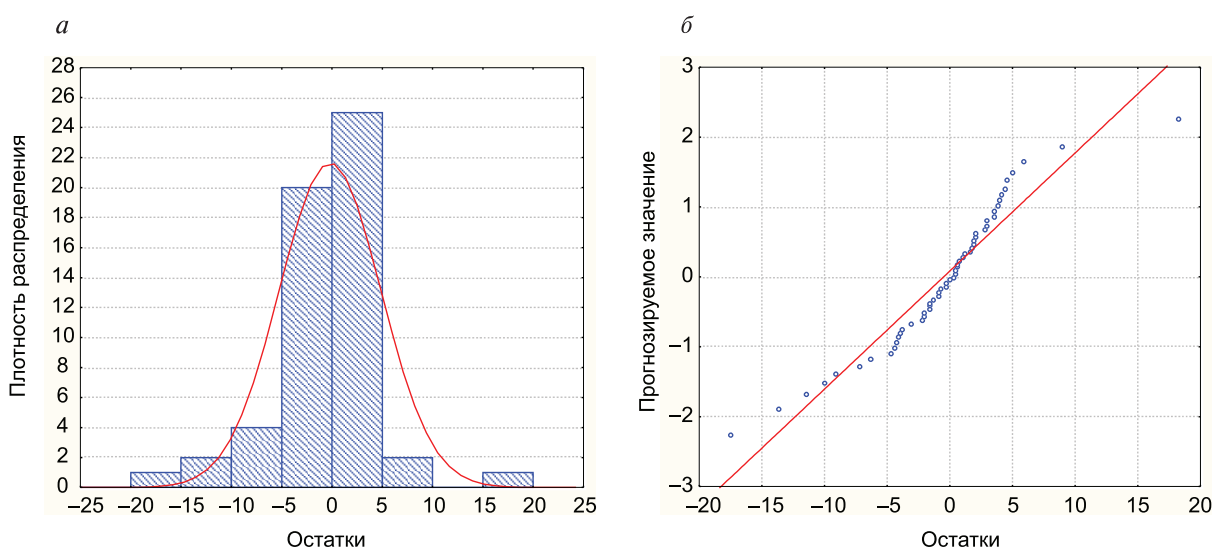 а
28
26
24
22
20
18
16
14
12
10
8
6
4
2
0
Плотность распределения
–25 –20 –15 –10 –5 0 5 10 15 20 25
Остатки
б
3
2
1
0
–1
–2
–3
Прогнозируемое значение
–20 –15 –10 –5 0 5 10 15 20
Остатки